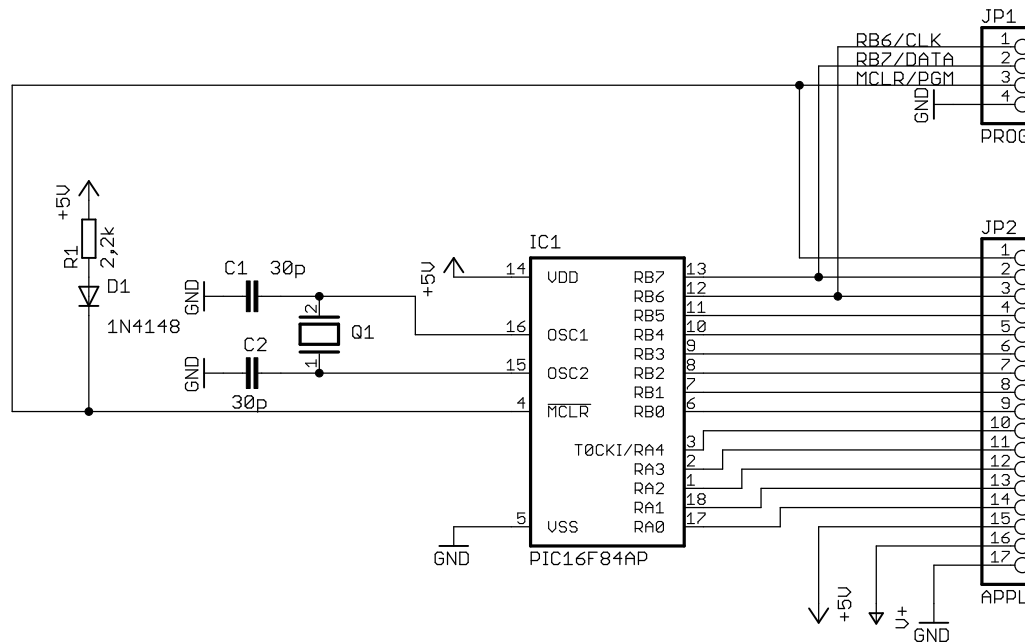 JP1
RB6/CLK 1
RB7/DATA 2
MCLR/PGM 3
GND 4
PROG
+5V
R1 2,2k
D1
1N4148
C1 30p
GND
C2
GND
30p
2
Q1
1
IC1
+5V
14 VDD RB7 13
RB6 12
RB5 11
16 OSC1 RB4 10
RB3 9
15 OSC2 RB2 8
RB1 7
4 MCLR RB0 6
T0CKI/RA4 3
RA3 2
RA2 1
RA1 18
5 VSS RA0 17
GND
PIC16F84AP
JP2
1
2
3
4
5
6
7
8
9
10
11
12
13
14
15
16
17
APPL
+5V
V+
GND